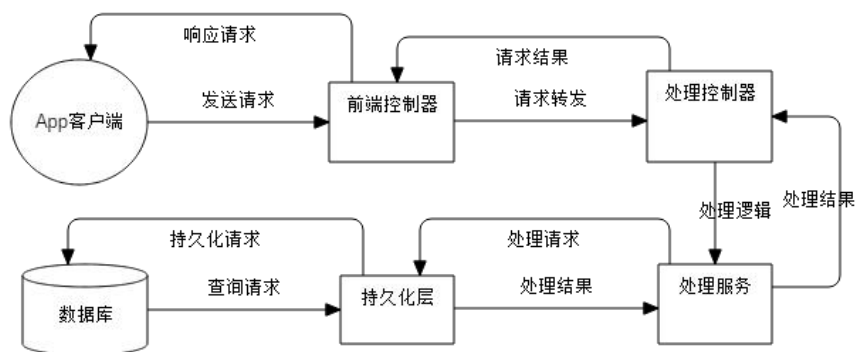 响应请求
请求结果
App客户端
发送请求
前端控制器
请求转发
处理控制器
处理逻辑
处理结果
持久化请求
处理请求
数据库
查询请求
持久化层
处理结果
处理服务